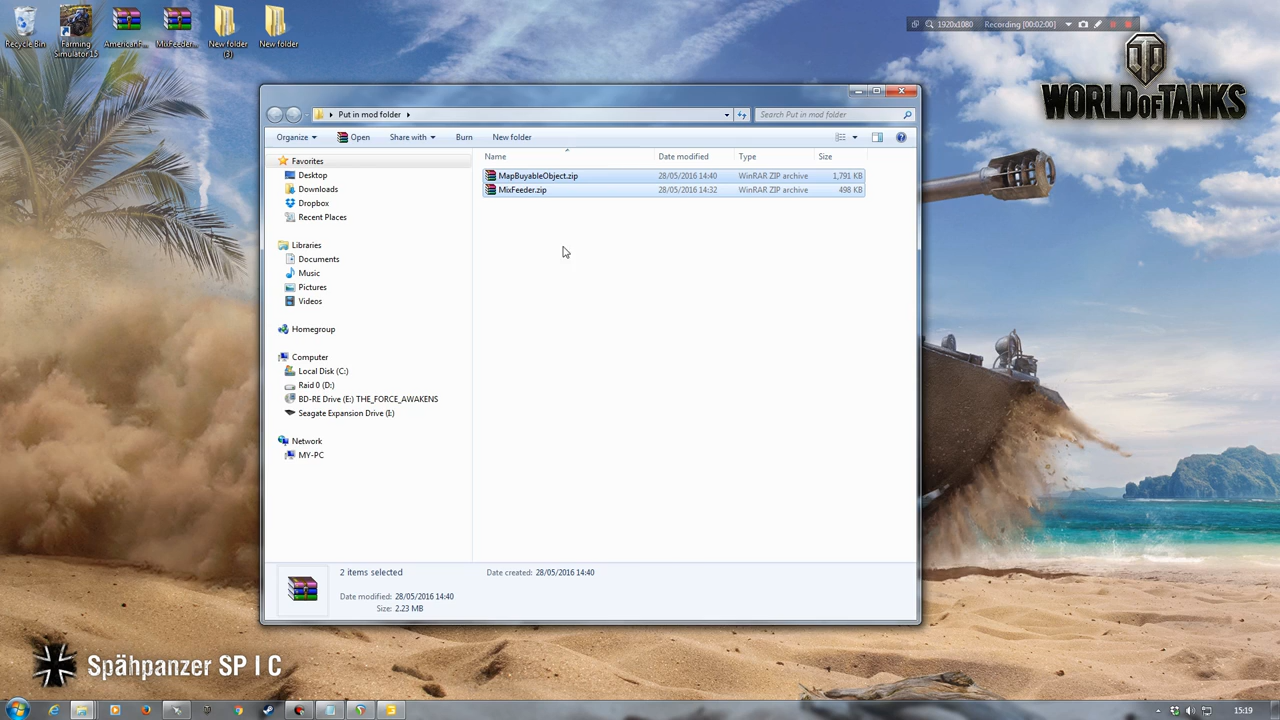 1920x1080 Recording [00:02:00]
Recycle Bin
Farming Simulator 15
AmericanF...
MixFeeder...
New folder (3)
New folder
WORLD OF TANKS
Put in mod folder
Search Put in mod folder
Organize Open Share with Burn New folder
Name Date modified Type Size
Favorites
Desktop
Downloads
Dropbox
Recent Places
Libraries
Documents
Music
Pictures
Videos
Homegroup
Computer
Local Disk (C:)
Raid 0 (D:)
BD-RE Drive (E:) THE_FORCE_AWAKENS
Seagate Expansion Drive (I:)
Network
MY-PC
MapBuyableObject.zip 28/05/2016 14:40 WinRAR ZIP archive 1,791 KB
MixFeeder.zip 28/05/2016 14:32 WinRAR ZIP archive 498 KB
2 items selected Date created: 28/05/2016 14:40
Date modified: 28/05/2016 14:40
Size: 2.23 MB
Spähpanzer SP I C
15:19